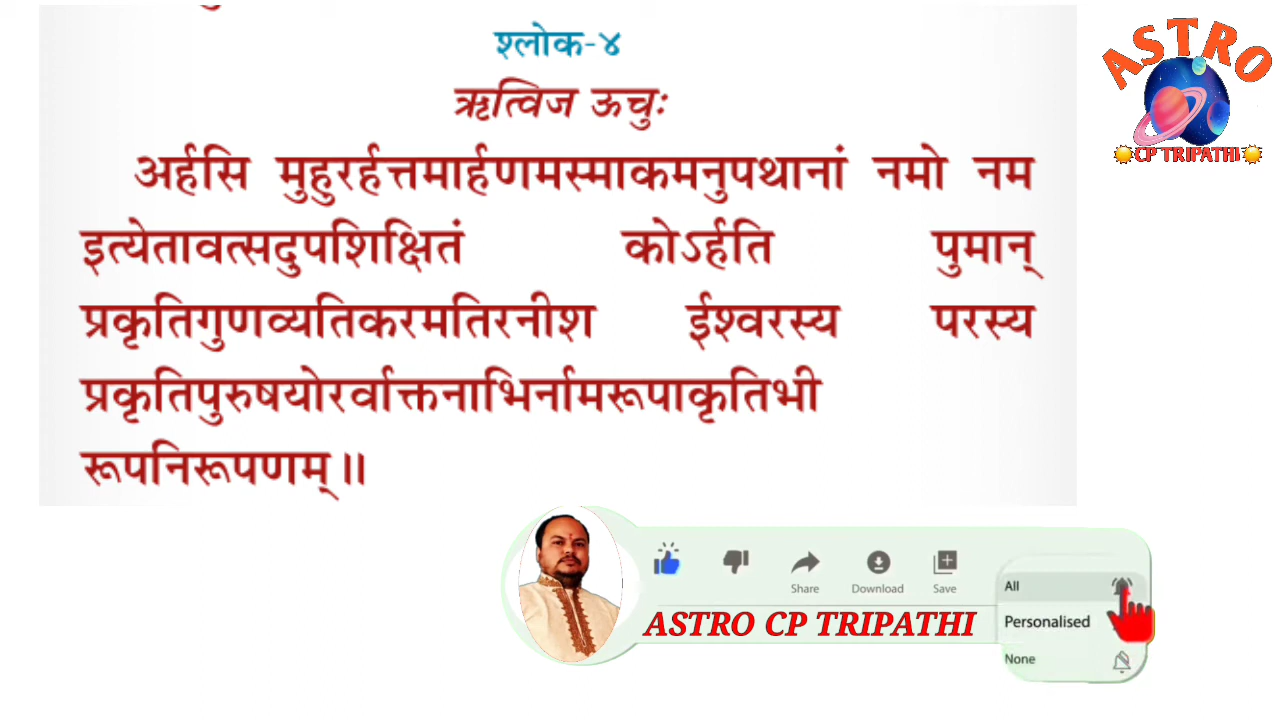 श्लोक-४
ऋत्विज ऊचुः
अर्हसि मुहुरर्हत्तमार्हणमस्माकमनुपथानां नमो नम
इत्येतावत्सदुपशिक्षितं कोऽर्हति पुमान्
प्रकृतिगुणव्यतिकरमतिरनीश ईश्वरस्य परस्य
प्रकृतिपुरुषयोरर्वाक्तनाभिर्नामरूपाकृतिभी
रूपनिरूपणम्॥
ASTRO
CP TRIPATHI
Share Download Save
ASTRO CP TRIPATHI
All
Personalised
None